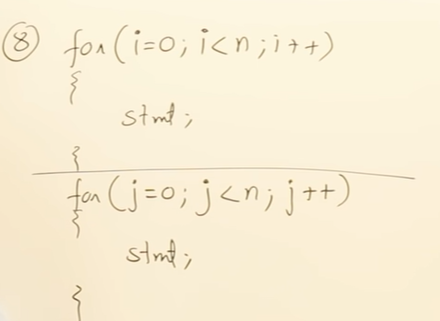 ⑧ for(i=0; i<n; i++)
{
stmt;
}
for(j=0; j<n; j++)
{
stmt;
}